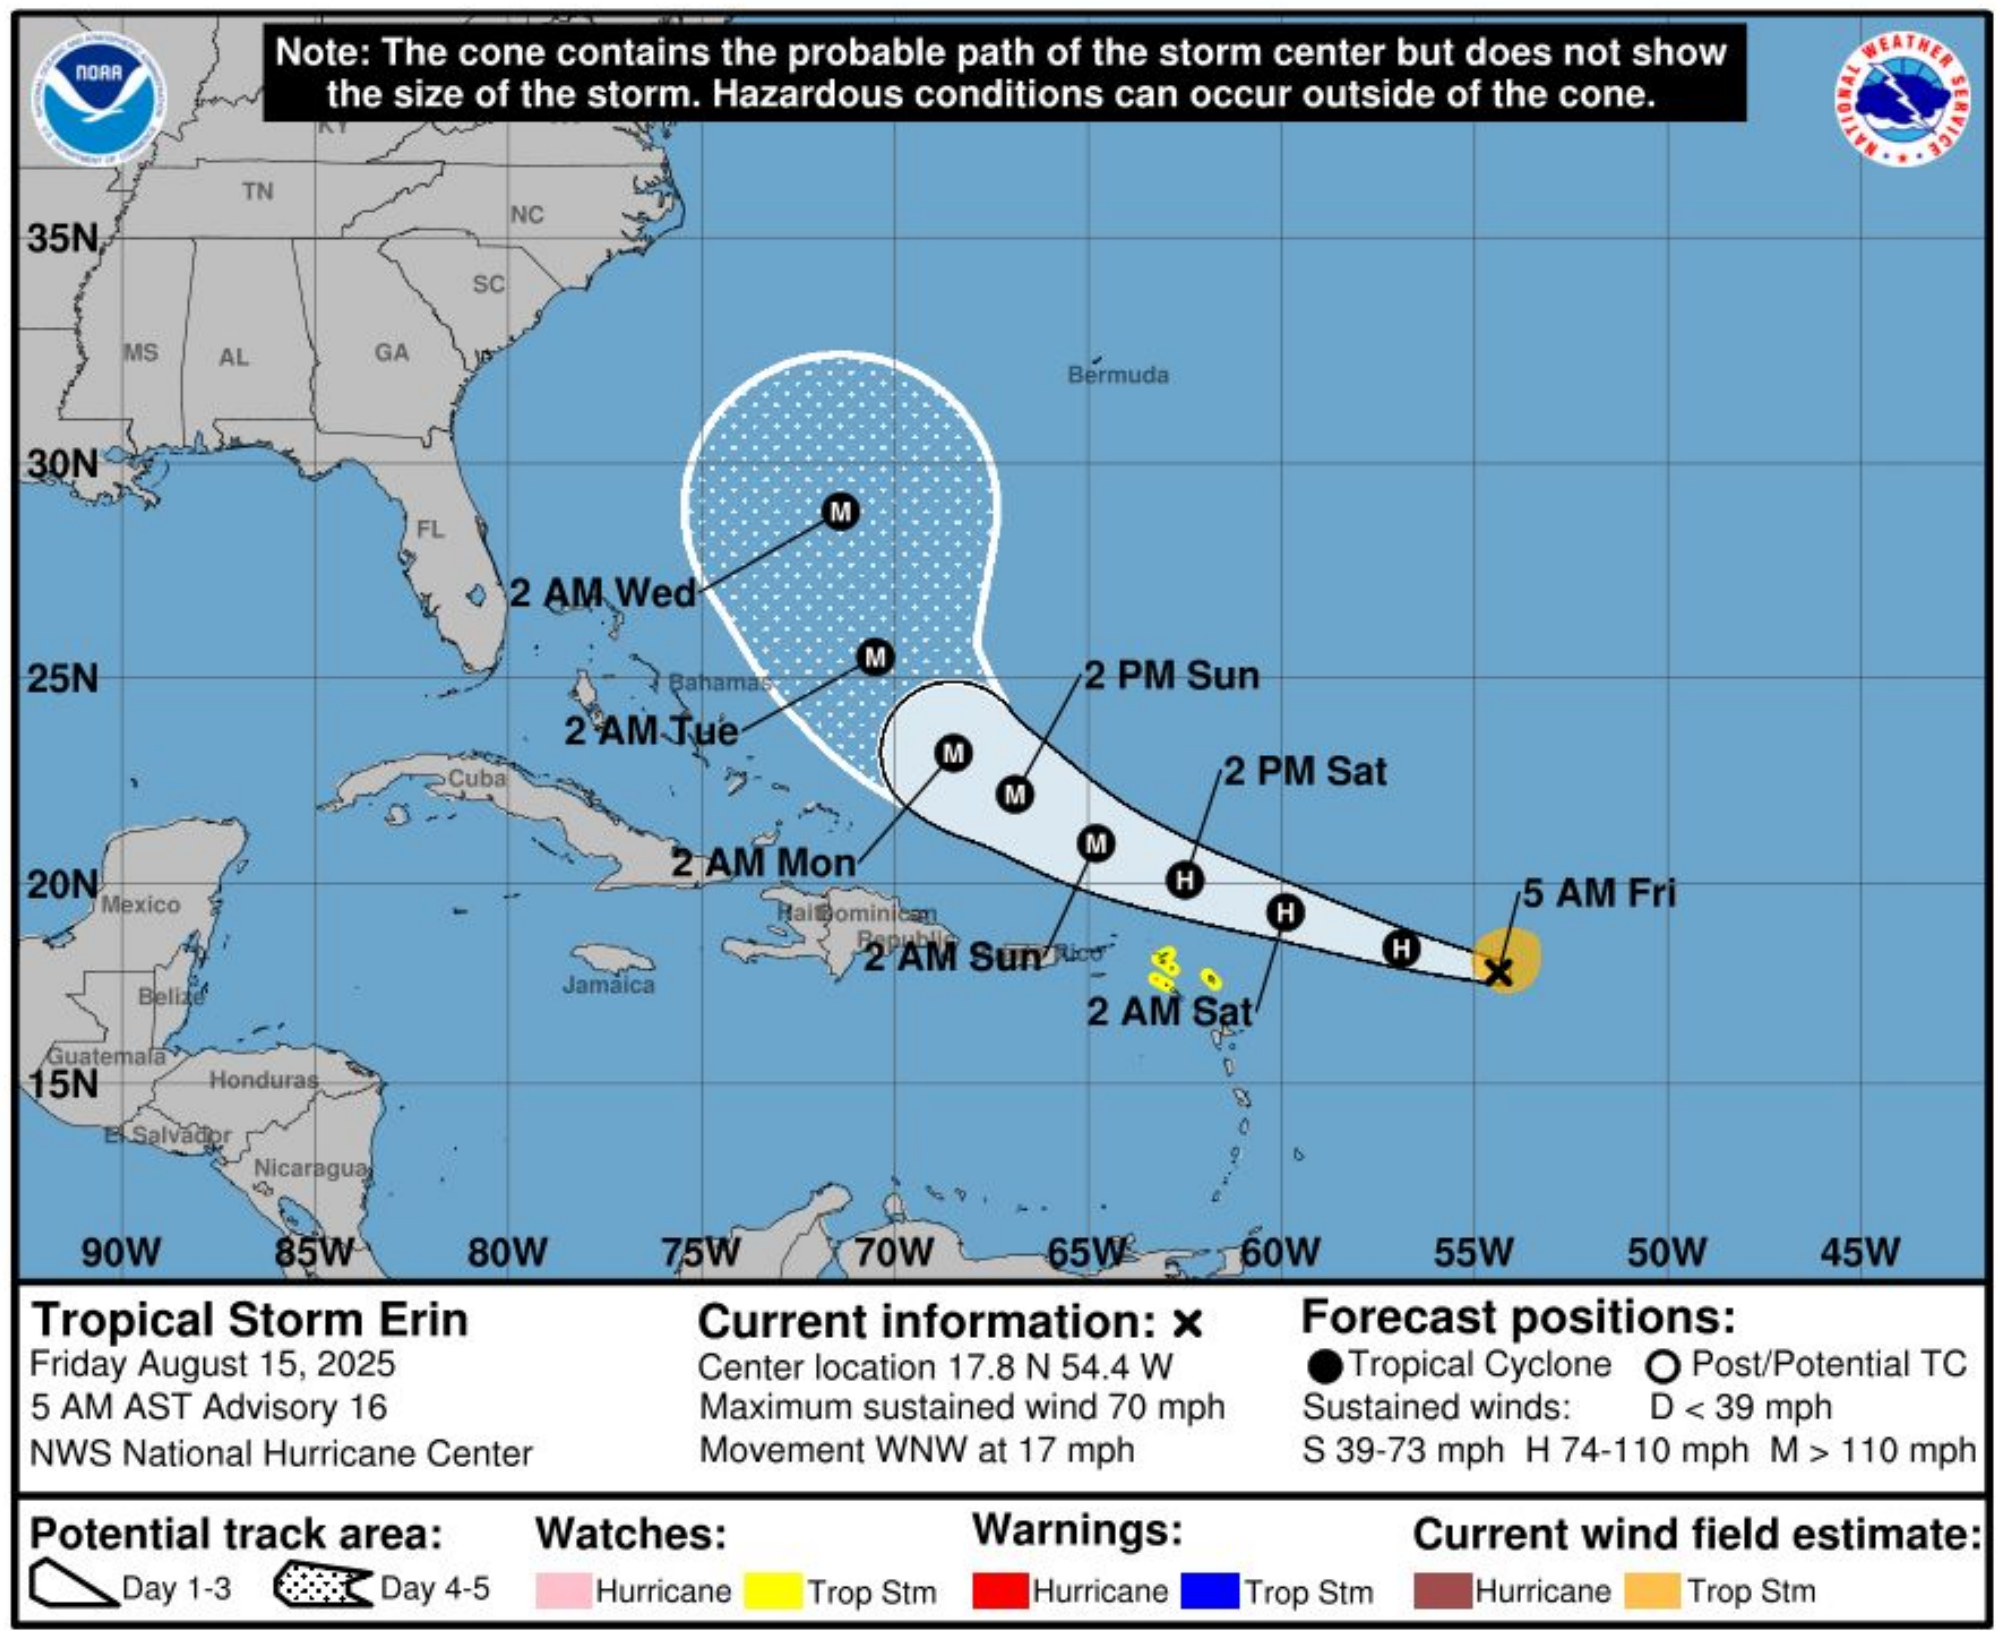 Note: The cone contains the probable path of the storm center but does not show
the size of the storm. Hazardous conditions can occur outside of the cone.
NOAA
NATIONAL WEATHER SERVICE
KY
TN
NC
35N
SC
MS
AL
GA
Bermuda
30N
M
FL
2 AM Wed
M
25N
Bahamas
2 PM Sun
2 AM Tue
M
2 PM Sat
Cuba
M
M
2 AM Mon
H
20N
Mexico
5 AM Fri
Haiti
Dominican
Republic
H
Rico
H
2 AM Sun
Jamaica
Belize
2 AM Sat
Guatemala
15N
Honduras
El Salvador
Nicaragua
90W 85W 80W 75W 70W 65W 60W 55W 50W 45W
Tropical Storm Erin
Friday August 15, 2025
5 AM AST Advisory 16
NWS National Hurricane Center
Current information: x
Center location 17.8 N 54.4 W
Maximum sustained wind 70 mph
Movement WNW at 17 mph
Forecast positions:
Tropical Cyclone Post/Potential TC
Sustained winds: D < 39 mph
S 39-73 mph H 74-110 mph M > 110 mph
Potential track area:
Day 1-3 Day 4-5
Watches:
Hurricane Trop Stm
Warnings:
Hurricane Trop Stm
Current wind field estimate:
Hurricane Trop Stm